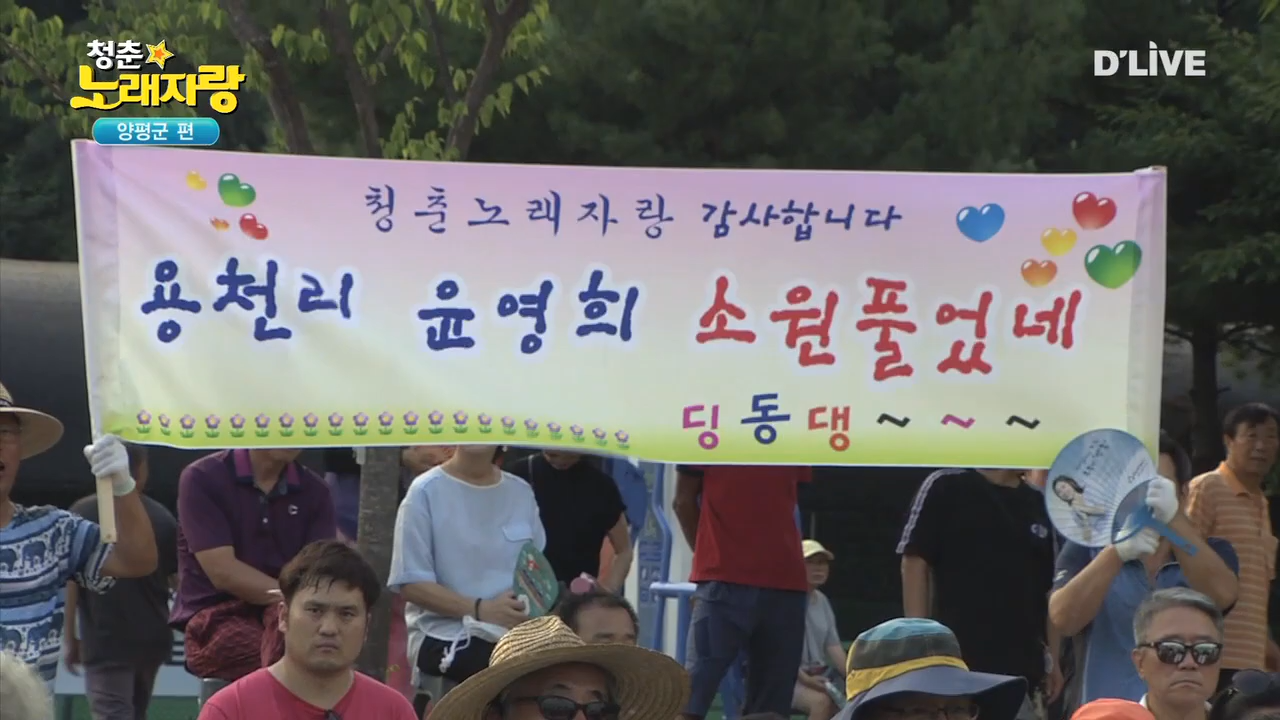 청춘
노래자랑
양평군 편
D'LIVE
청춘노래자랑 감사합니다
용천리 윤영희 소원풀었네
딩동댕~~~